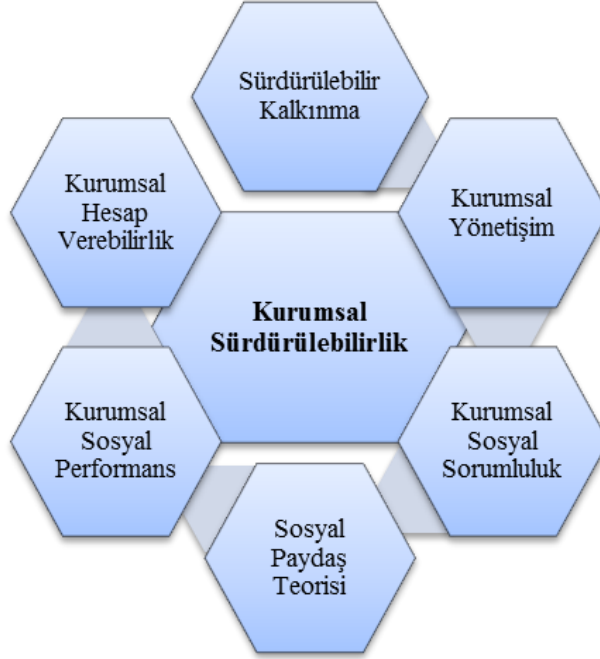 Sürdürülebilir
Kalkınma
Kurumsal
Yönetişim
Kurumsal
Sosyal
Sorumluluk
Sosyal
Paydaş
Teorisi
Kurumsal
Sosyal
Performans
Kurumsal
Hesap
Verebilirlik
Kurumsal
Sürdürülebilirlik